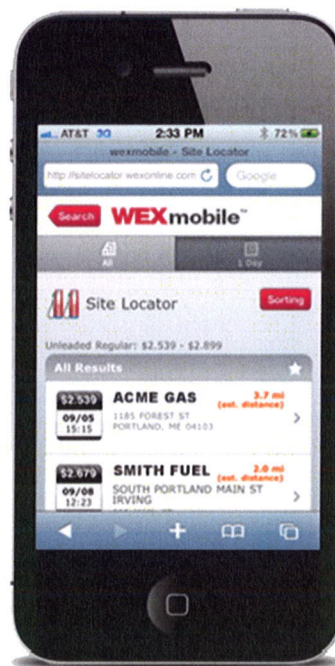 AT&T 3G 2:33 PM 72%
wexmobile - Site Locator
http://sitelocator.wexonline.com Google
Search WEXmobile™
All 1 Day
Site Locator Sorting
Unleaded Regular: $2.539 - $2.899
All Results
$2.539 ACME GAS 3.7 mi
(est. distance)
09/05 1185 FOREST ST
15:15 PORTLAND, ME 04103
$2.679 SMITH FUEL 2.0 mi
(est. distance)
09/08 SOUTH PORTLAND MAIN ST
12:23 IRVING